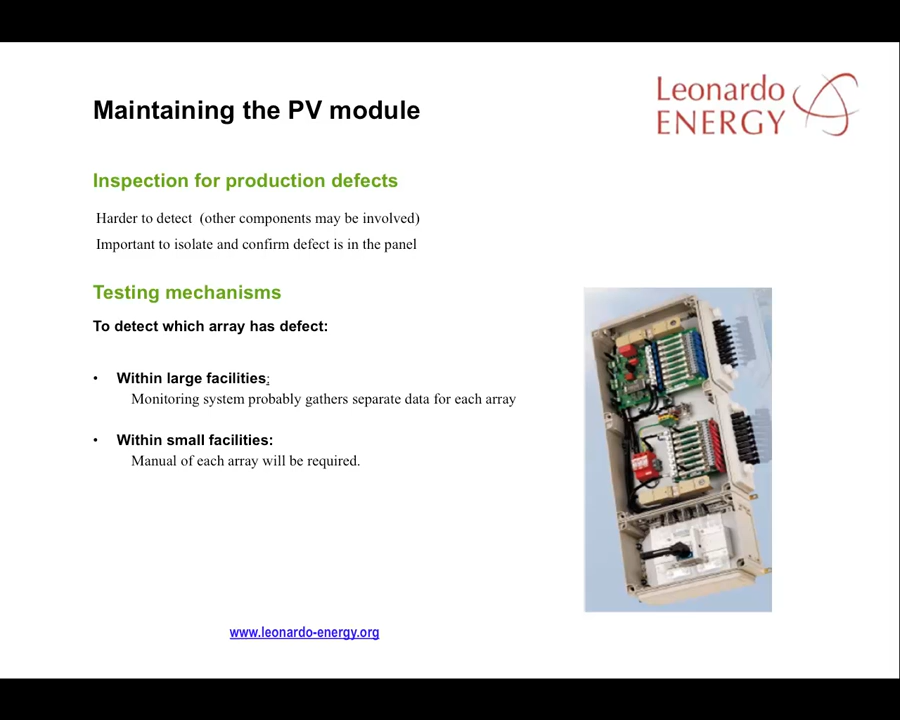 Leonardo
ENERGY
Maintaining the PV module
Inspection for production defects
Harder to detect  (other components may be involved)
Important to isolate and confirm defect is in the panel
Testing mechanisms
To detect which array has defect:
• Within large facilities:
Monitoring system probably gathers separate data for each array
• Within small facilities:
Manual of each array will be required.
www.leonardo-energy.org